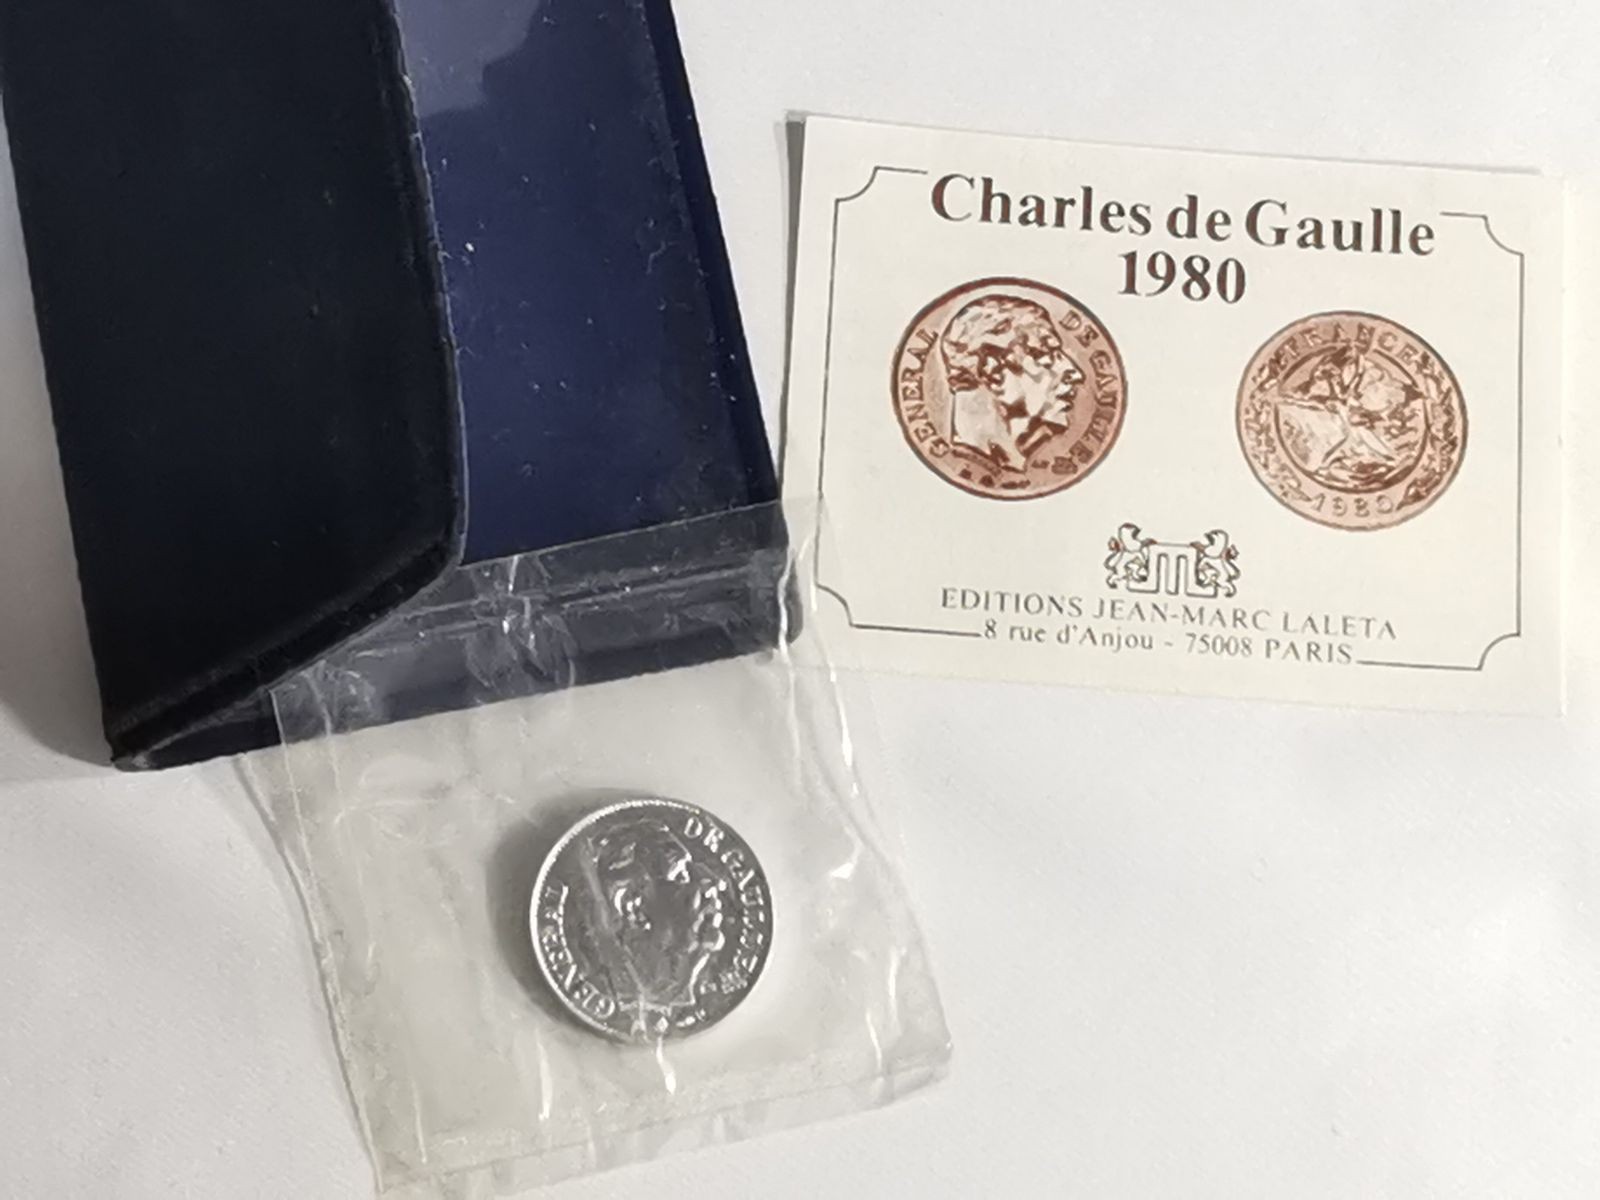 Charles de Gaulle
1980
GENERAL DE GAULLE
FRANCE
1980
EDITIONS JEAN-MARC LALETA
8 rue d'Anjou - 75008 PARIS
GENERAL DE GAULLE